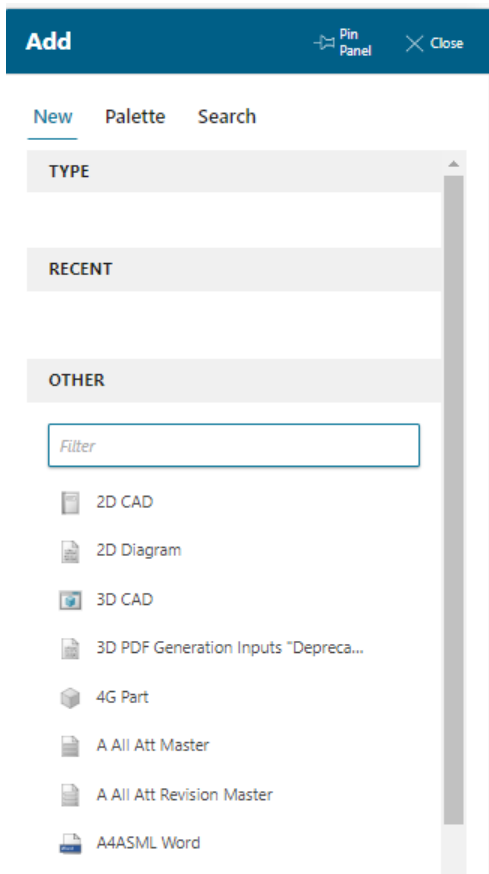 Add
Pin
Panel
Close
New Palette Search
TYPE
RECENT
OTHER
Filter
2D CAD
2D Diagram
3D CAD
3D PDF Generation Inputs "Depreca...
4G Part
A All Att Master
A All Att Revision Master
A4ASML Word